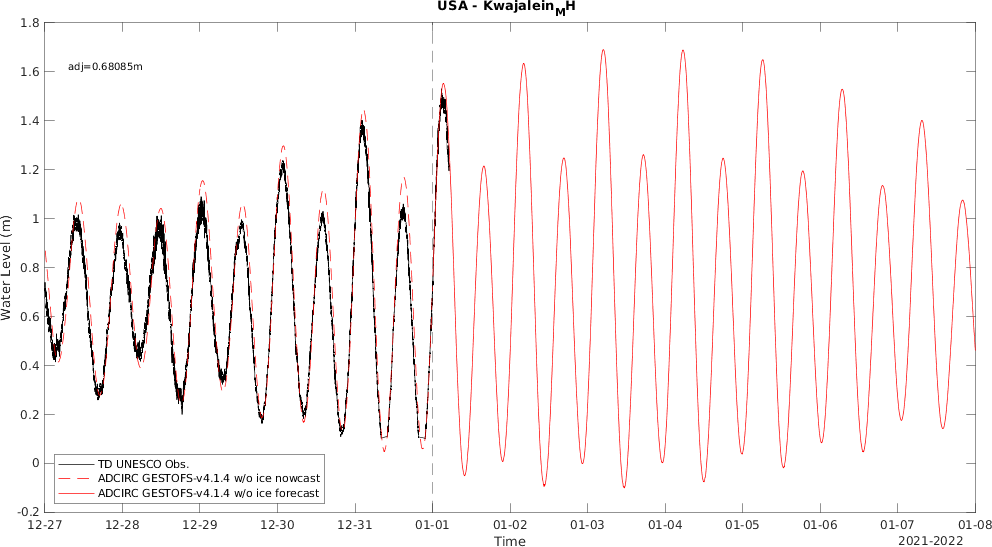 USA - Kwajalein_MH
adj=0.68085m
Water Level (m)
1.8
1.6
1.4
1.2
1
0.8
0.6
0.4
0.2
0
-0.2
TD UNESCO Obs.
ADCIRC GESTOFS-v4.1.4 w/o ice nowcast
ADCIRC GESTOFS-v4.1.4 w/o ice forecast
12-27 12-28 12-29 12-30 12-31 01-01 01-02 01-03 01-04 01-05 01-06 01-07 01-08
Time
2021-2022